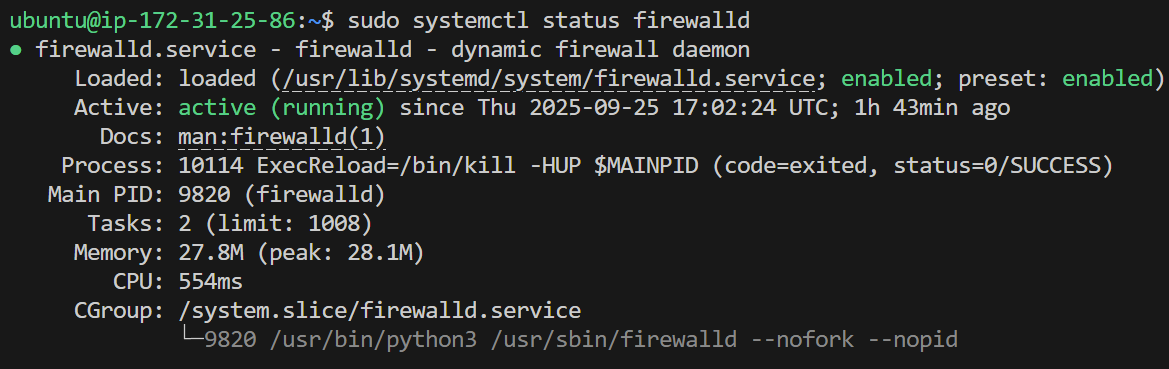 ubuntu@ip-172-31-25-86:~$ sudo systemctl status firewalld
● firewalld.service - firewalld - dynamic firewall daemon
     Loaded: loaded (/usr/lib/systemd/system/firewalld.service; enabled; preset: enabled)
     Active: active (running) since Thu 2025-09-25 17:02:24 UTC; 1h 43min ago
       Docs: man:firewalld(1)
    Process: 10114 ExecReload=/bin/kill -HUP $MAINPID (code=exited, status=0/SUCCESS)
   Main PID: 9820 (firewalld)
      Tasks: 2 (limit: 1008)
     Memory: 27.8M (peak: 28.1M)
        CPU: 554ms
     CGroup: /system.slice/firewalld.service
             └─9820 /usr/bin/python3 /usr/sbin/firewalld --nofork --nopid